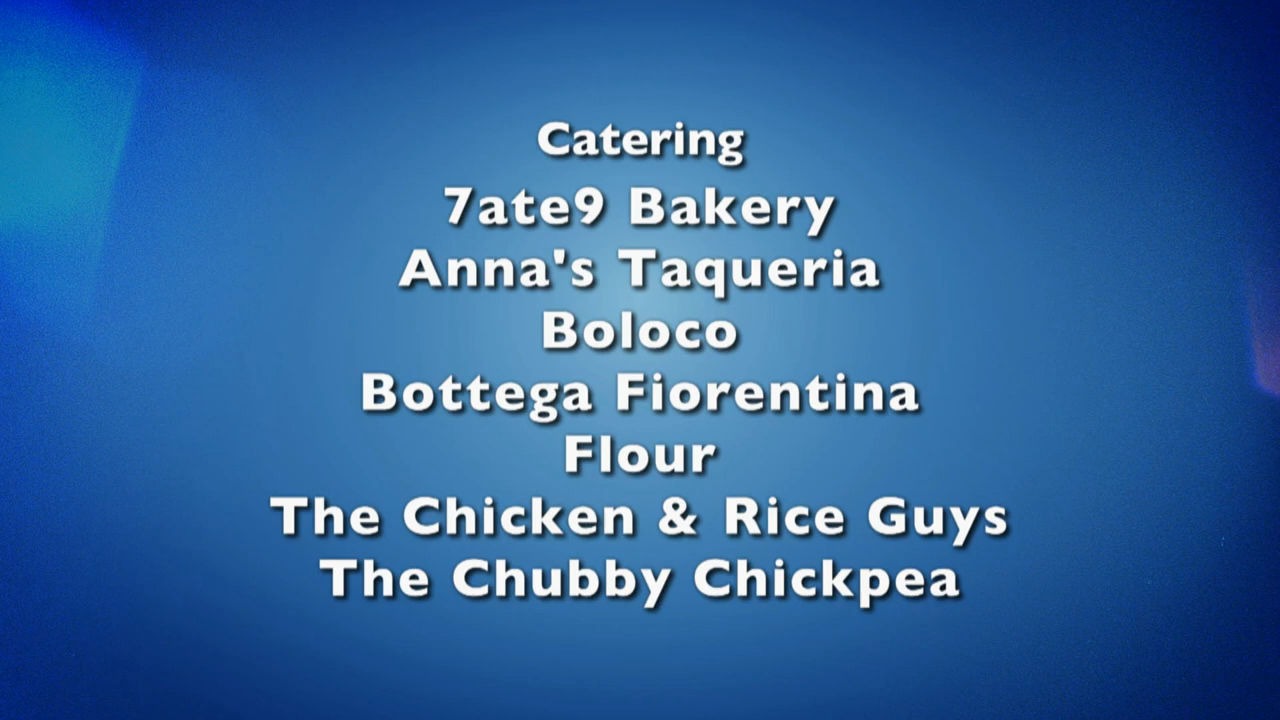 Catering
7ate9 Bakery
Anna's Taqueria
Boloco
Bottega Fiorentina
Flour
The Chicken & Rice Guys
The Chubby Chickpea